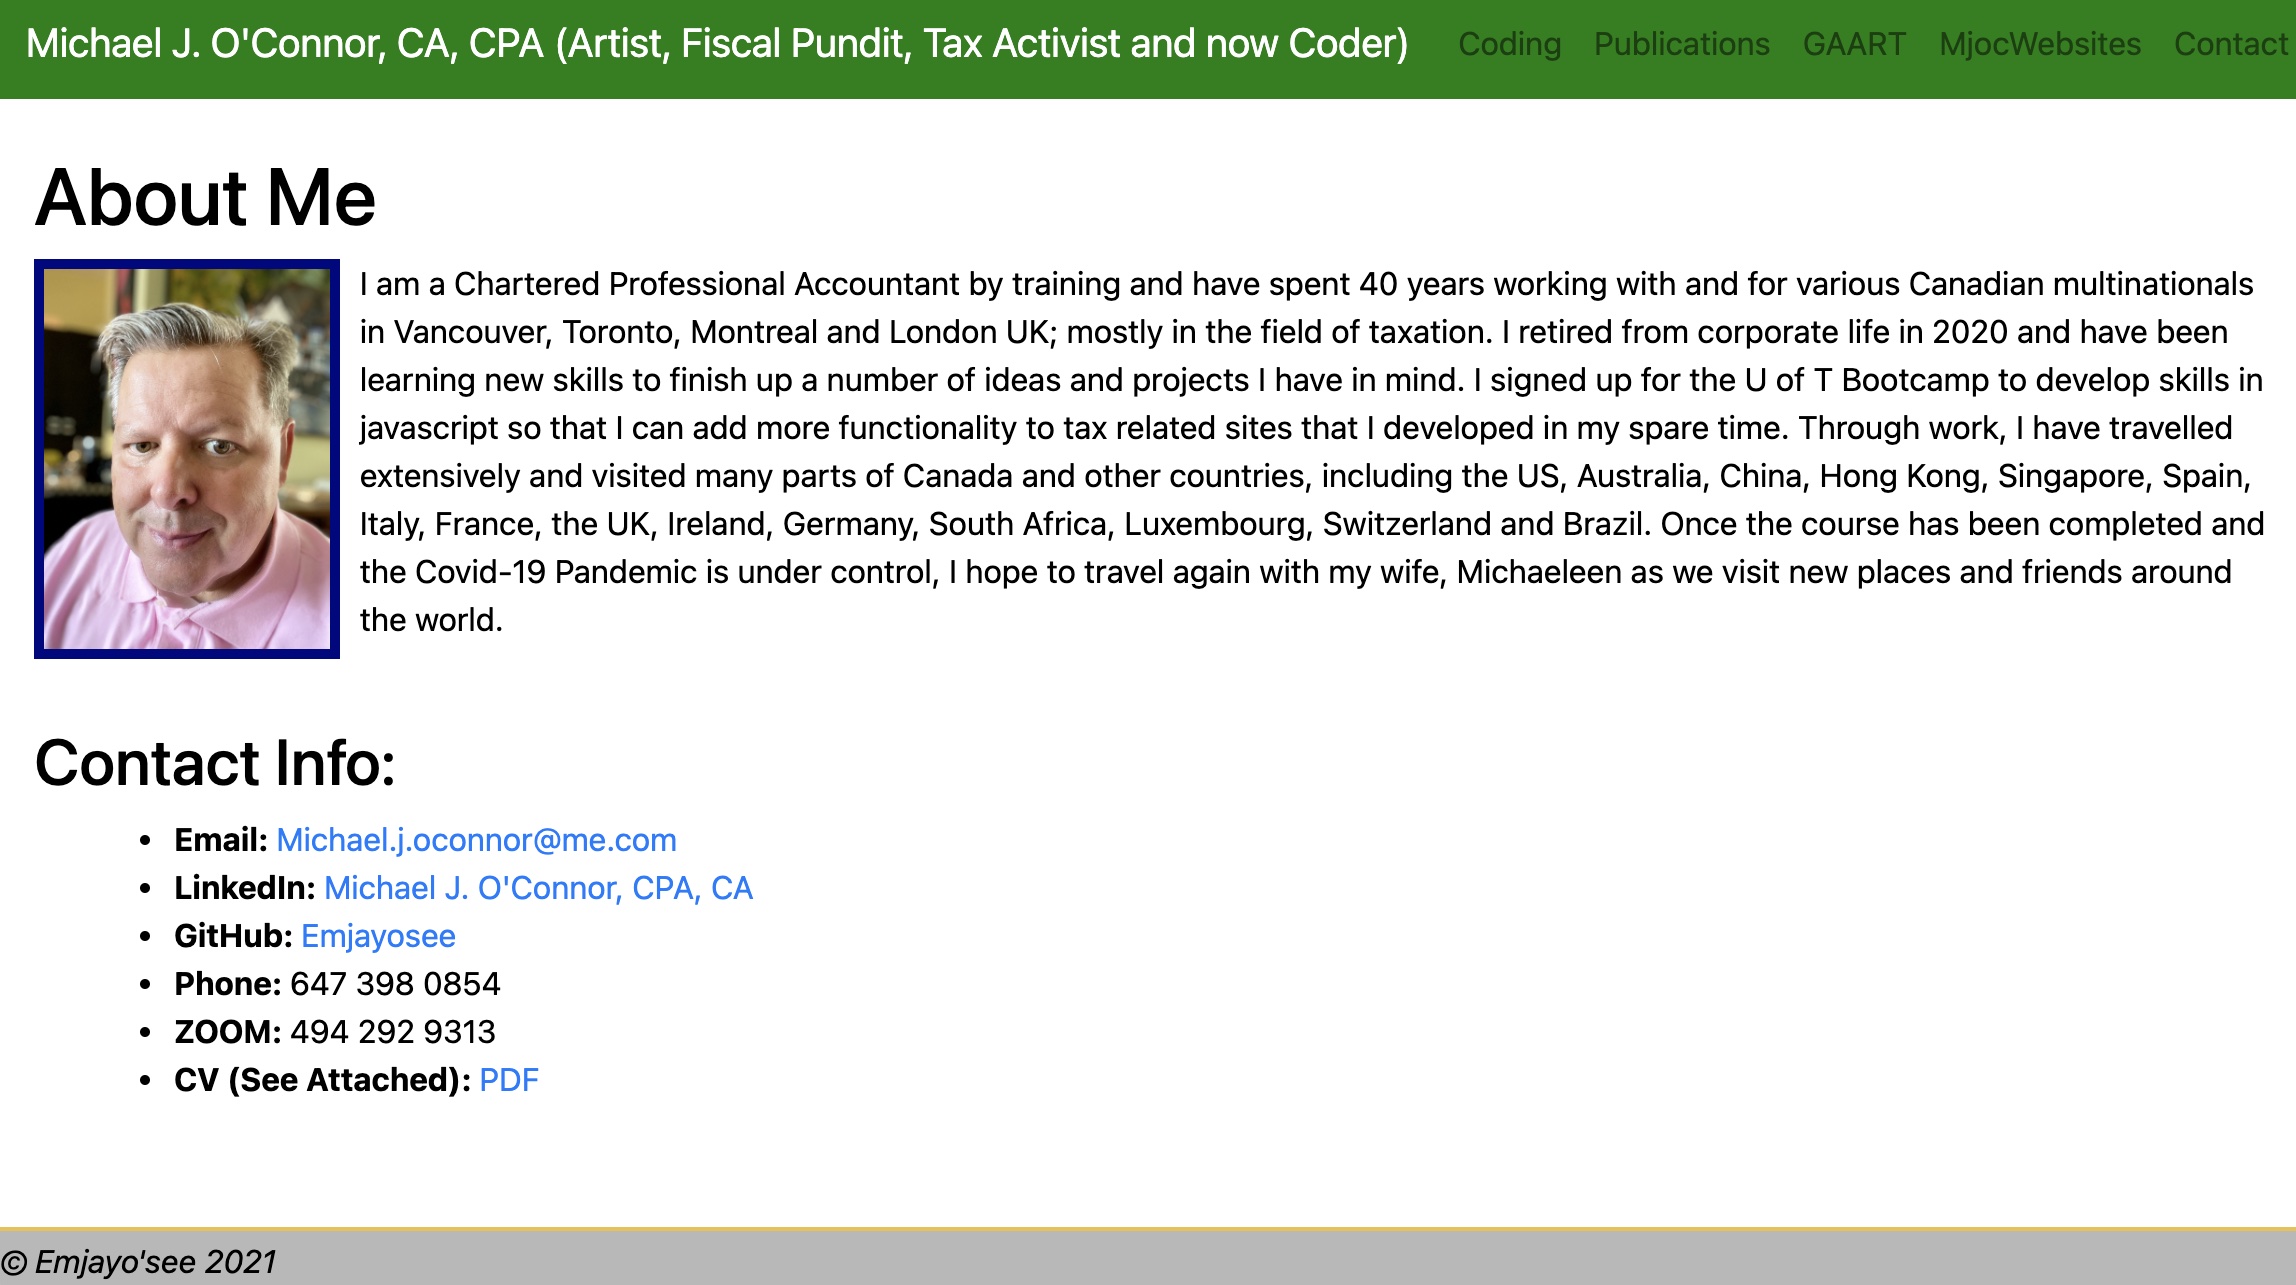 Michael J. O'Connor, CA, CPA (Artist, Fiscal Pundit, Tax Activist and now Coder) Coding Publications GAART MjocWebsites Contact
About Me
I am a Chartered Professional Accountant by training and have spent 40 years working with and for various Canadian multinationals
in Vancouver, Toronto, Montreal and London UK; mostly in the field of taxation. I retired from corporate life in 2020 and have been
learning new skills to finish up a number of ideas and projects I have in mind. I signed up for the U of T Bootcamp to develop skills in
javascript so that I can add more functionality to tax related sites that I developed in my spare time. Through work, I have travelled
extensively and visited many parts of Canada and other countries, including the US, Australia, China, Hong Kong, Singapore, Spain,
Italy, France, the UK, Ireland, Germany, South Africa, Luxembourg, Switzerland and Brazil. Once the course has been completed and
the Covid-19 Pandemic is under control, I hope to travel again with my wife, Michaeleen as we visit new places and friends around
the world.
Contact Info:
• Email: Michael.j.oconnor@me.com
• LinkedIn: Michael J. O'Connor, CPA, CA
• GitHub: Emjayosee
• Phone: 647 398 0854
• ZOOM: 494 292 9313
• CV (See Attached): PDF
© Emjayo'see 2021